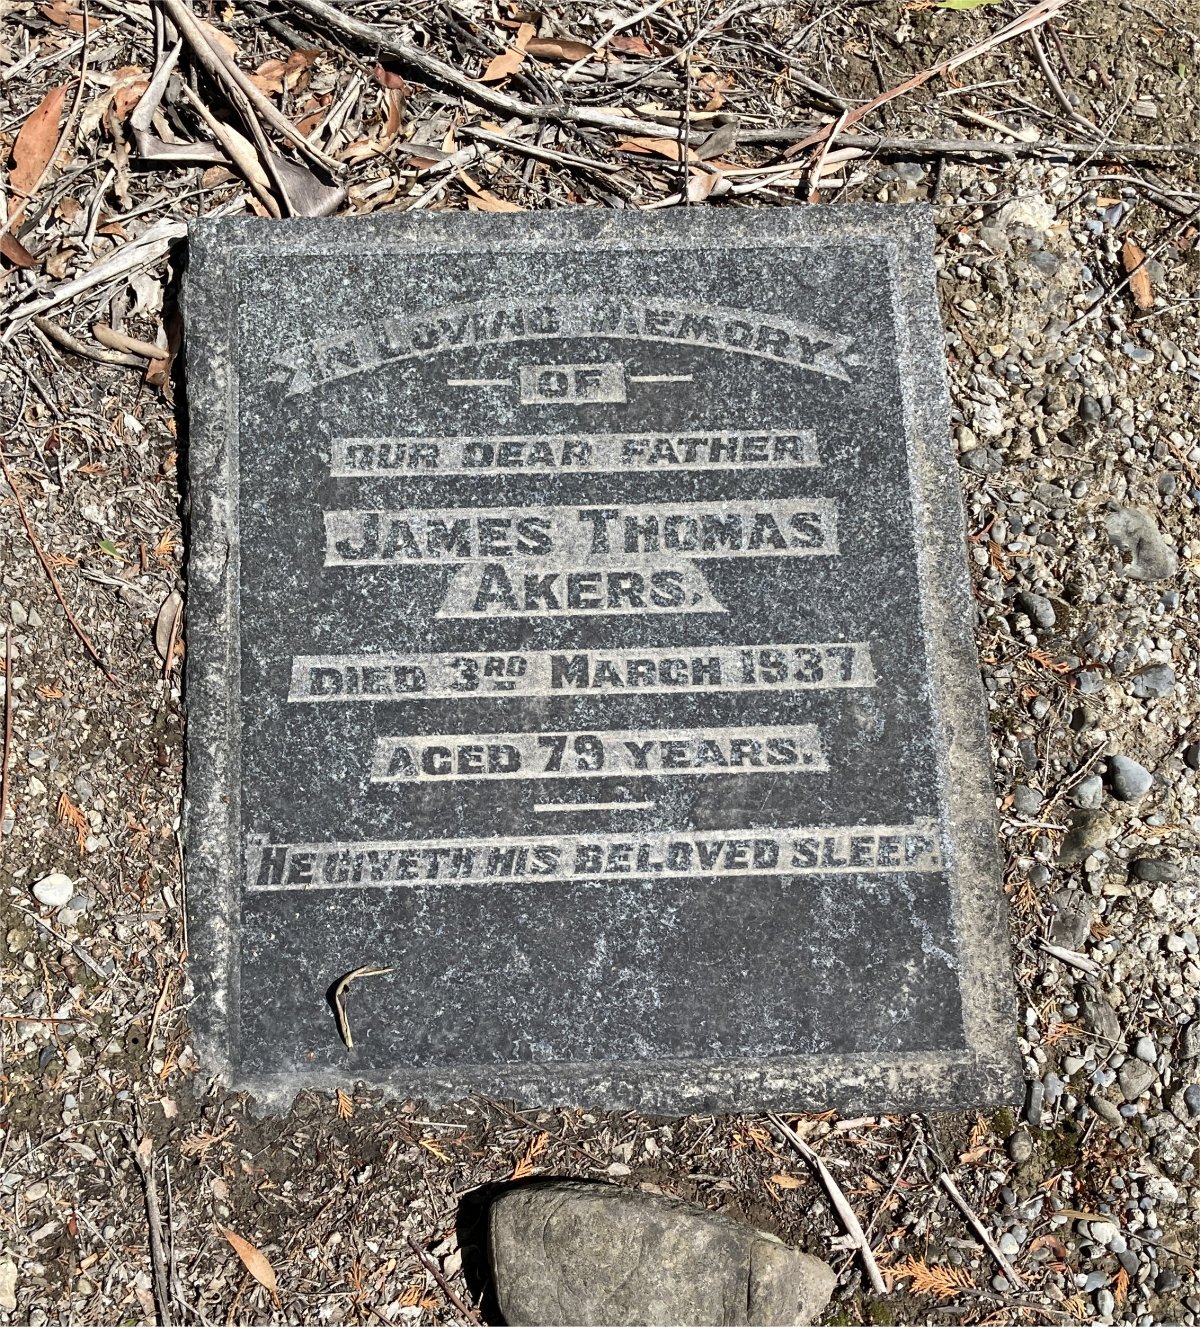 IN LOVING MEMORY
OF
OUR DEAR FATHER
JAMES THOMAS
AKERS.
DIED 3RD MARCH 1937
AGED 79 YEARS.
"HE GIVETH HIS BELOVED SLEEP."